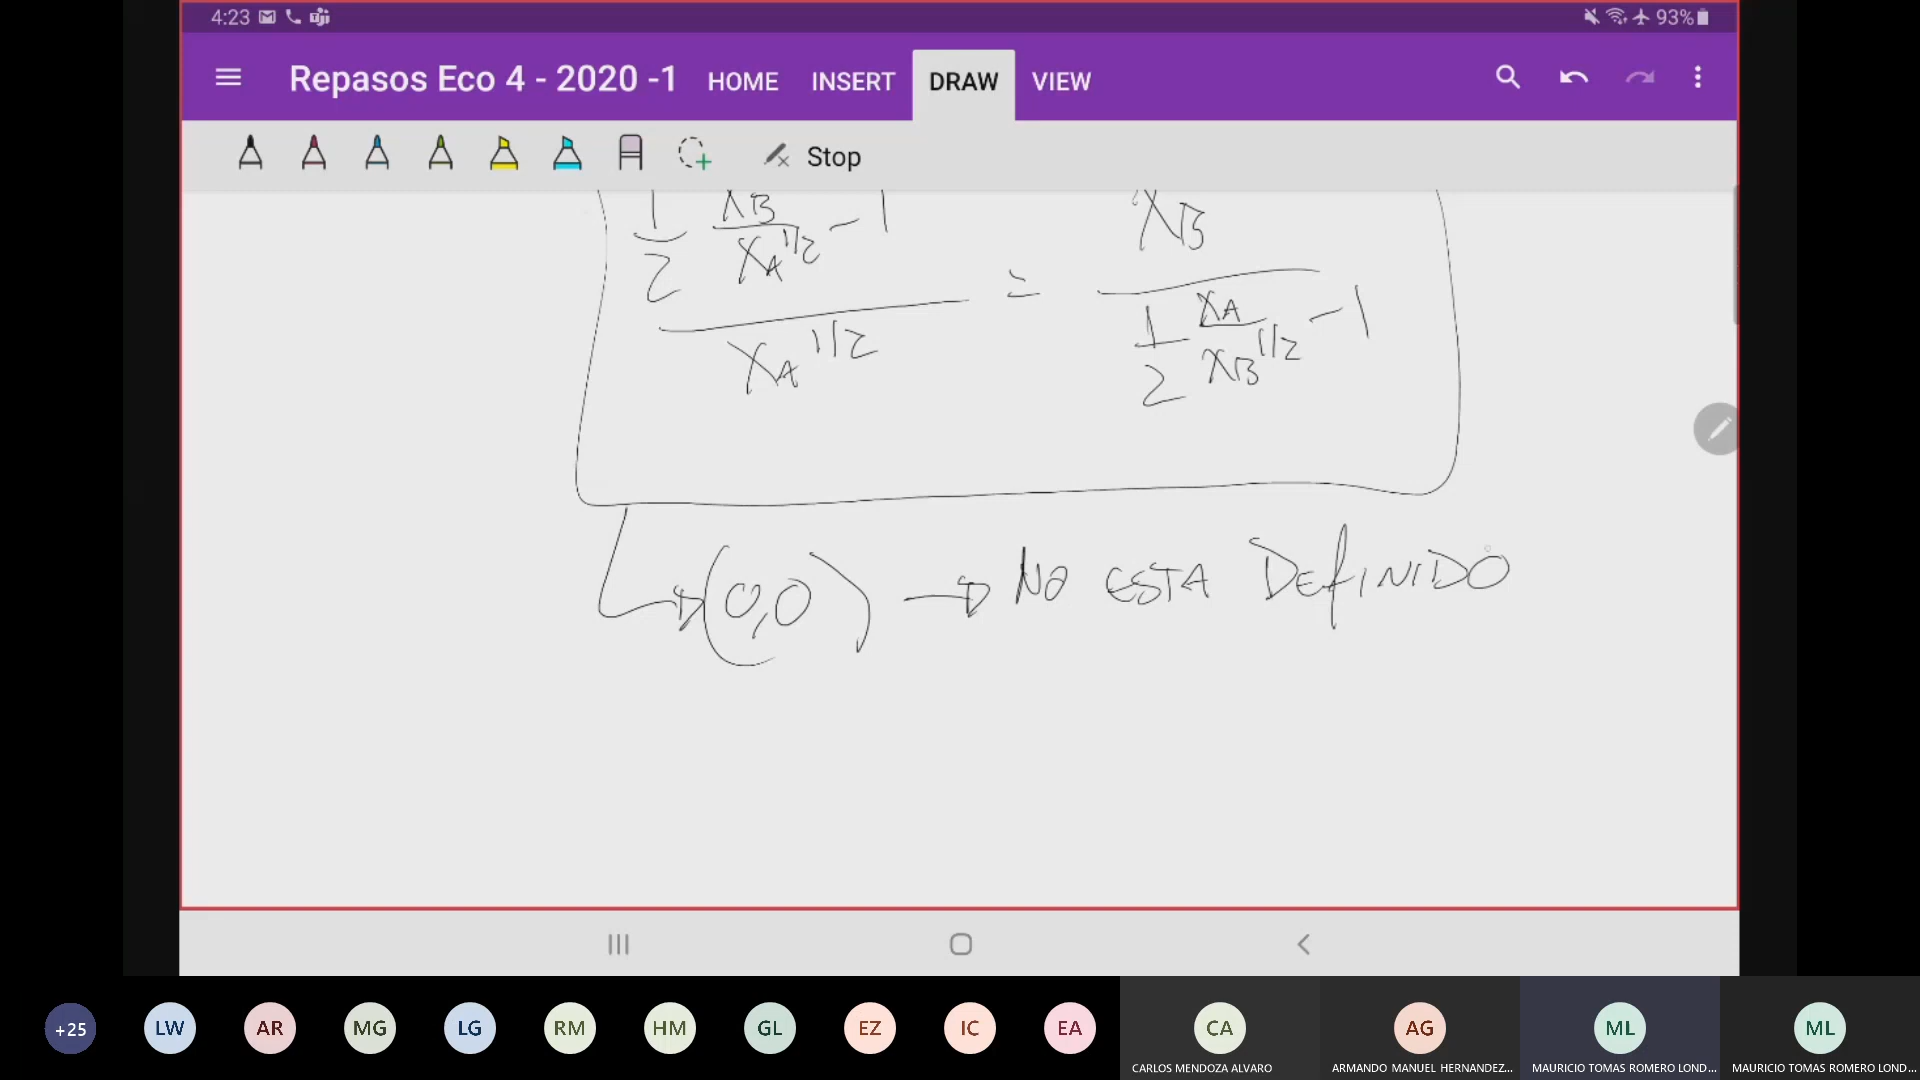 4:23 93%
Repasos Eco 4 - 2020 -1 HOME INSERT DRAW VIEW
Stop
1/2 XB/XA^1/2 - 1 / XA^1/2 = XB / 1/2 XA/XB^1/2 - 1
(0,0) → NO ESTA DEFINIDO
+25 LW AR MG LG RM HM GL EZ IC EA CA AG ML ML
CARLOS MENDOZA ALVARO ARMANDO MANUEL HERNANDEZ... MAURICIO TOMAS ROMERO LOND... MAURICIO TOMAS ROMERO LOND...